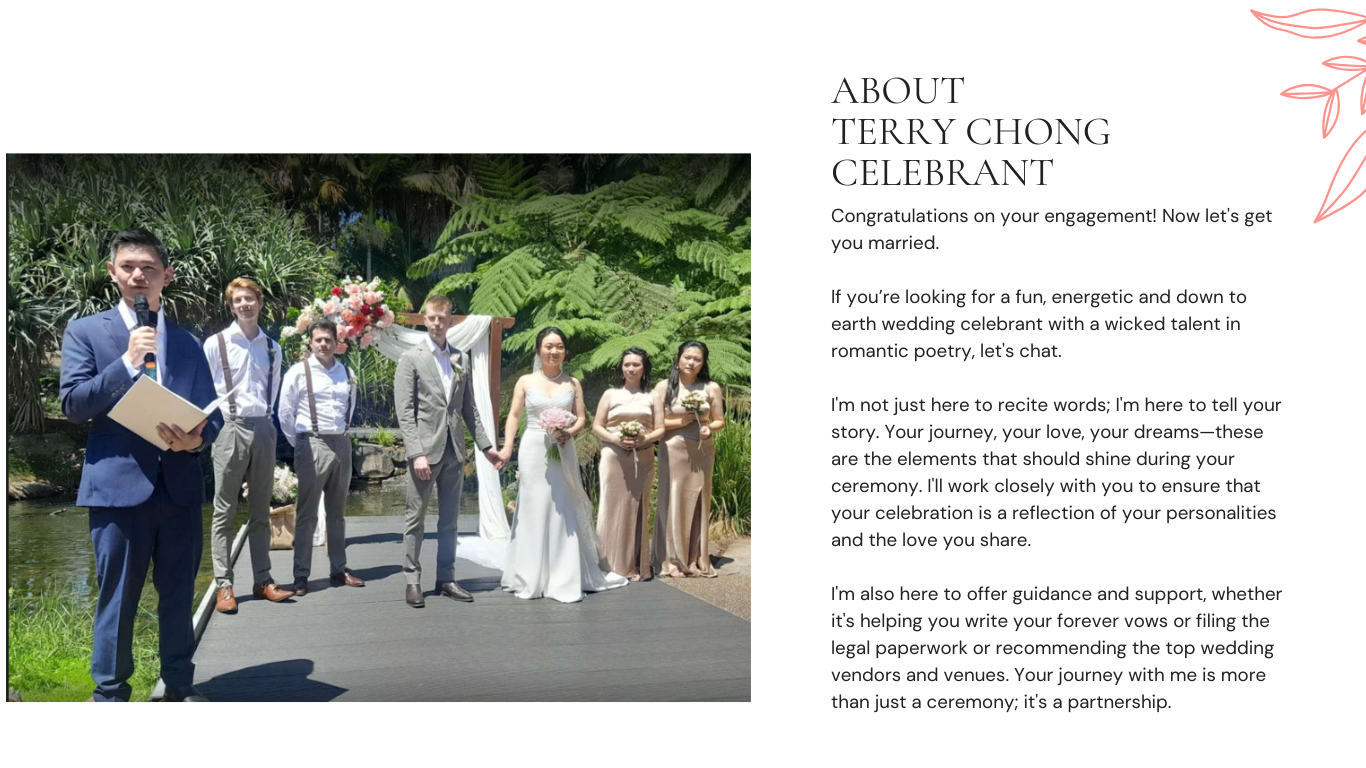 ABOUT
TERRY CHONG
CELEBRANT
Congratulations on your engagement! Now let's get
you married.
If you’re looking for a fun, energetic and down to
earth wedding celebrant with a wicked talent in
romantic poetry, let's chat.
I'm not just here to recite words; I'm here to tell your
story. Your journey, your love, your dreams—these
are the elements that should shine during your
ceremony. I'll work closely with you to ensure that
your celebration is a reflection of your personalities
and the love you share.
I'm also here to offer guidance and support, whether
it's helping you write your forever vows or filing the
legal paperwork or recommending the top wedding
vendors and venues. Your journey with me is more
than just a ceremony; it's a partnership.